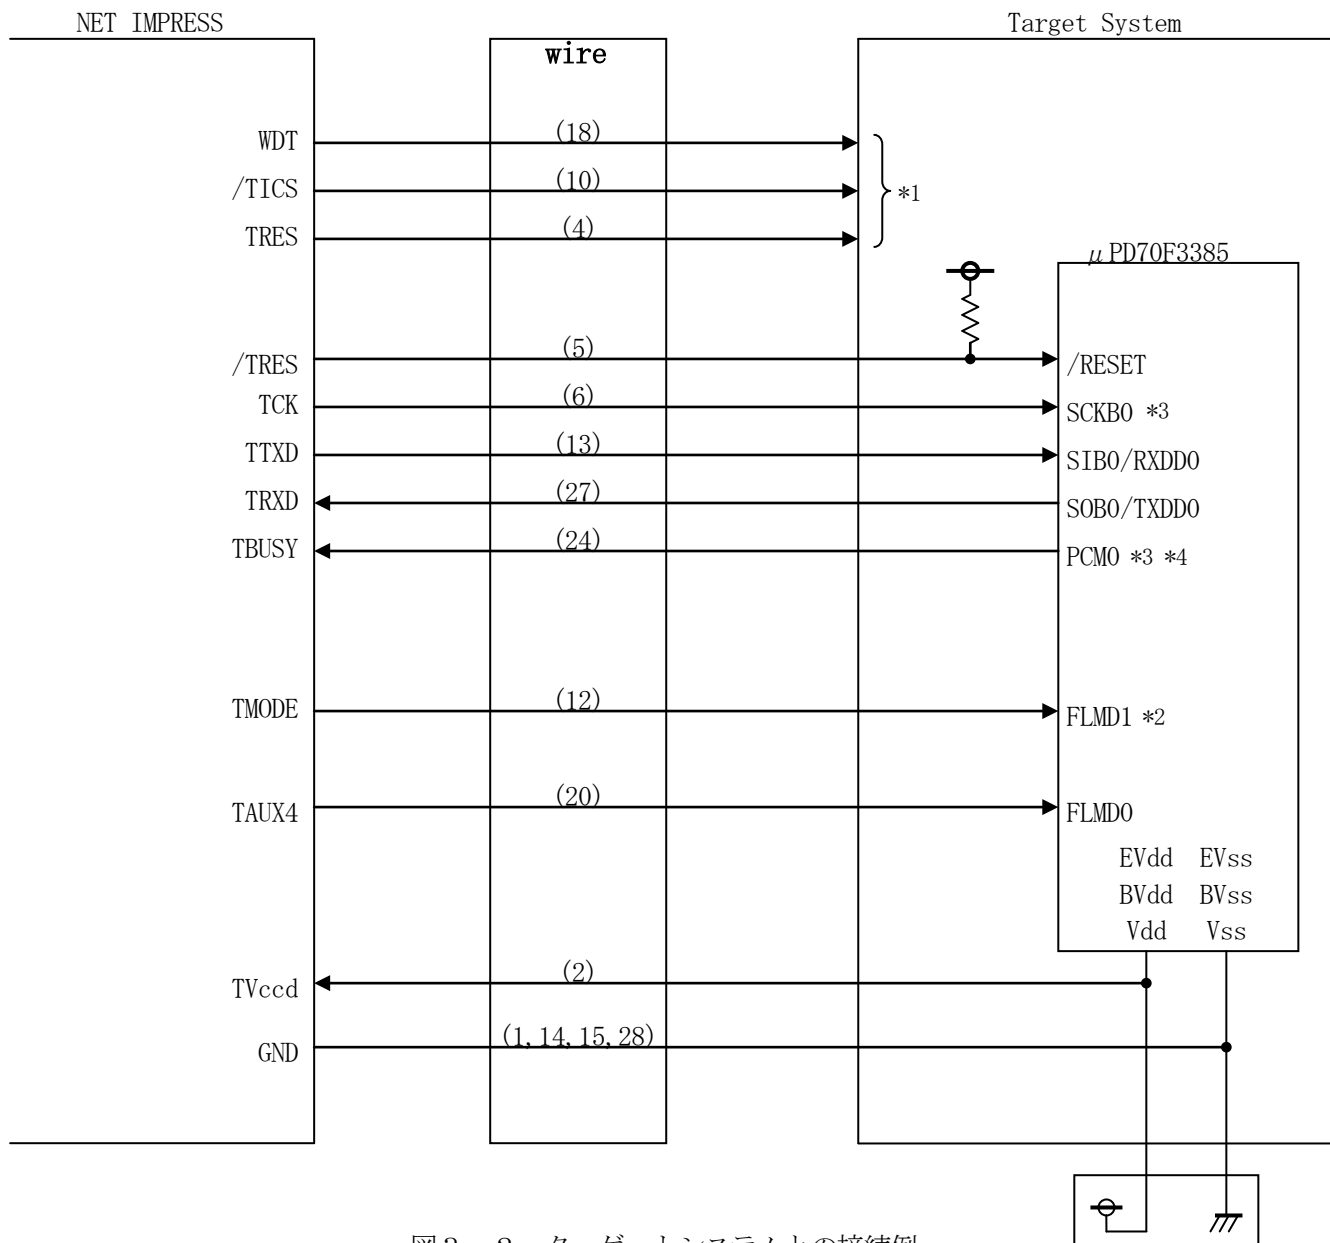 NET IMPRESS
Target System
wire
WDT (18)
/TICS (10) *1
TRES (4)
μPD70F3385
/TRES (5) /RESET
TCK (6) SCKB0 *3
TTXD (13) SIB0/RXDD0
TRXD (27) SOB0/TXDD0
TBUSY (24) PCM0 *3 *4
TMODE (12) FLMD1 *2
TAUX4 (20) FLMD0
EVdd EVss
BVdd BVss
Vdd Vss
TVccd (2)
GND (1,14,15,28)